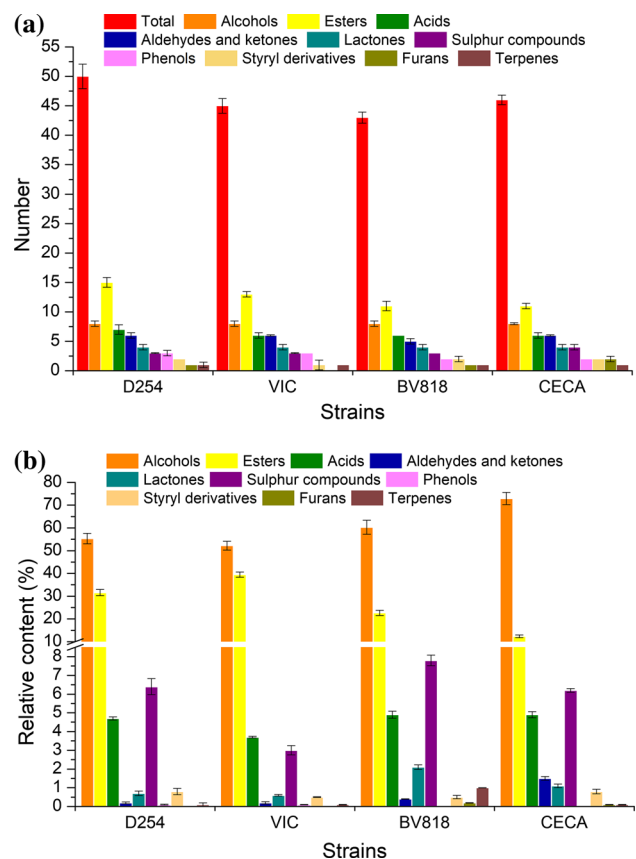 (a)
Total Alcohols Esters Acids
Aldehydes and ketones Lactones Sulphur compounds
Phenols Styryl derivatives Furans Terpenes
55
50
45
40
35
30
25
20
15
10
5
0
Number
D254 VIC BV818 CECA
Strains
(b)
Alcohols Esters Acids Aldehydes and ketones
Lactones Sulphur compounds Phenols
Styryl derivatives Furans Terpenes
80
70
60
50
40
30
20
10
8
7
6
5
4
3
2
1
0
Relative content (%)
D254 VIC BV818 CECA
Strains